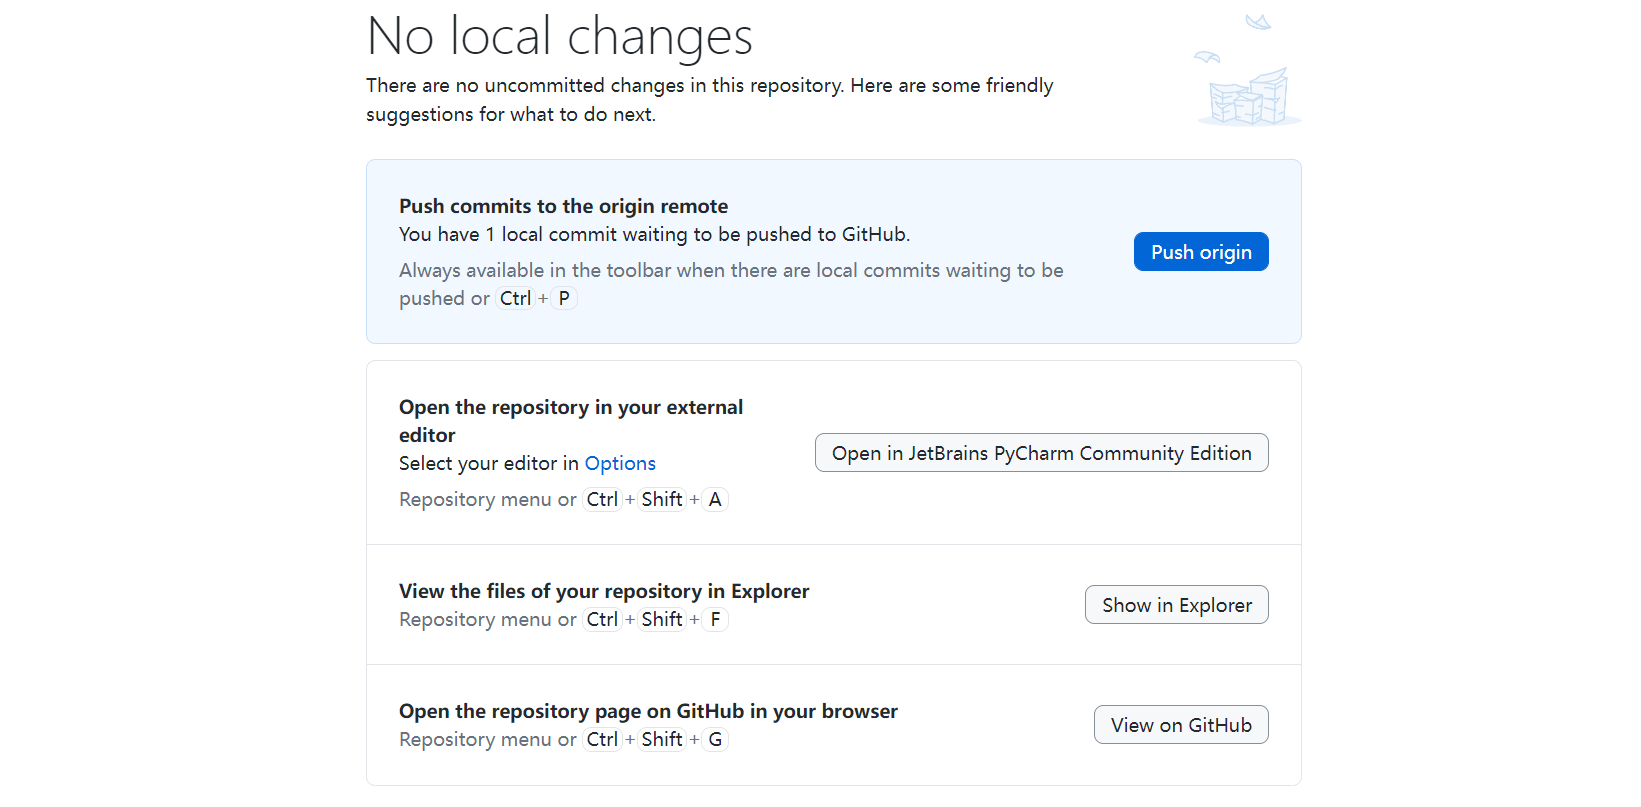 No local changes
There are no uncommitted changes in this repository. Here are some friendly
suggestions for what to do next.
Push commits to the origin remote
You have 1 local commit waiting to be pushed to GitHub.
Always available in the toolbar when there are local commits waiting to be
pushed or Ctrl + P
Push origin
Open the repository in your external
editor
Select your editor in Options
Repository menu or Ctrl + Shift + A
Open in JetBrains PyCharm Community Edition
View the files of your repository in Explorer
Repository menu or Ctrl + Shift + F
Show in Explorer
Open the repository page on GitHub in your browser
Repository menu or Ctrl + Shift + G
View on GitHub